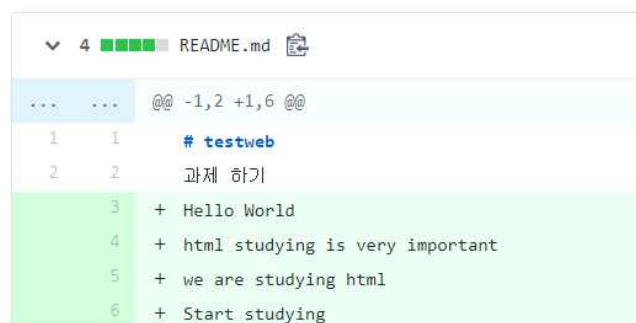 4 README.md
... ... @@ -1,2 +1,6 @@
1 1 # testweb
2 2 과제 하기
3 + Hello World
4 + html studying is very important
5 + we are studying html
6 + Start studying